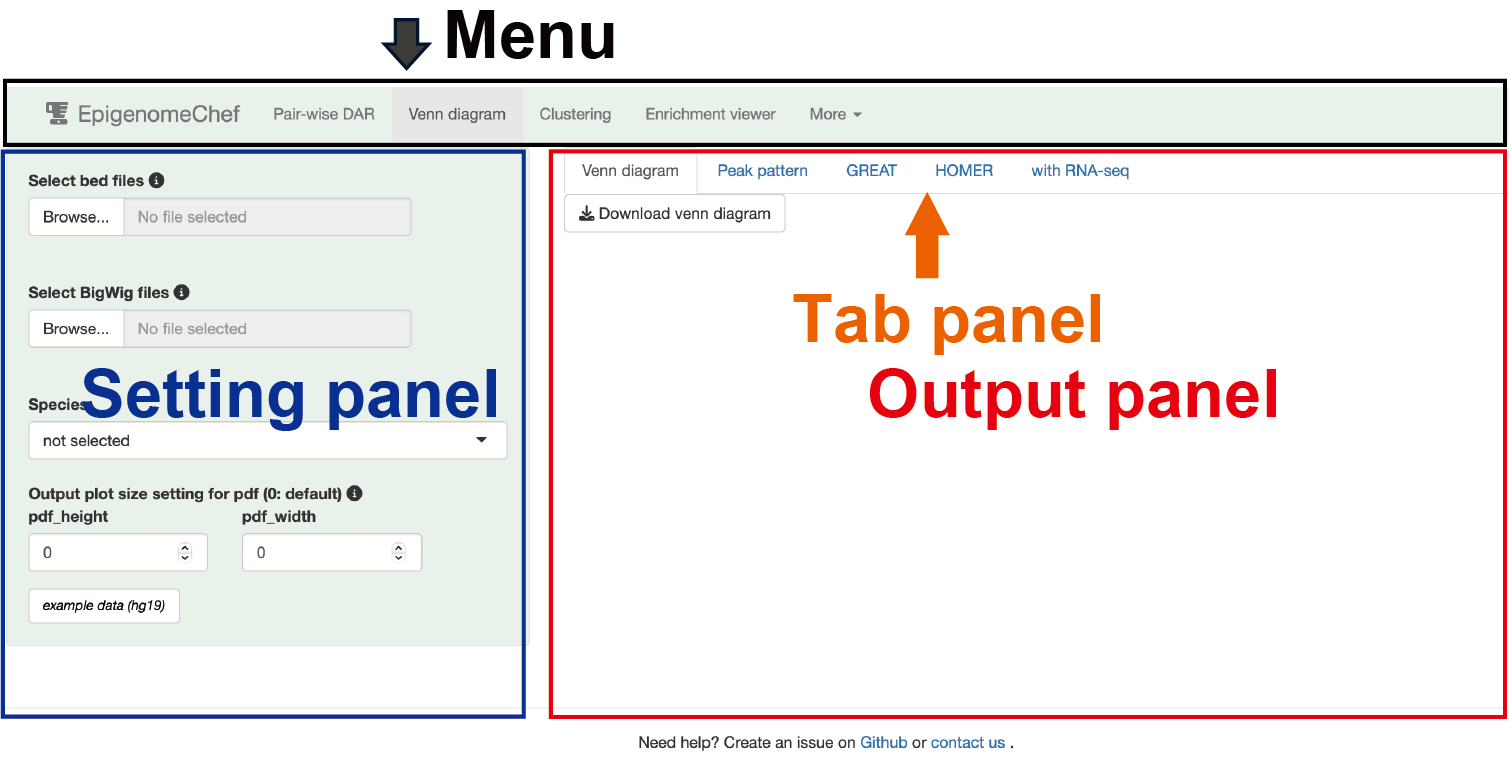 Menu
EpigenomeChef Pair-wise DAR Venn diagram Clustering Enrichment viewer More
Select bed files
Browse... No file selected
Select BigWig files
Browse... No file selected
Setting panel
Species
not selected
Output plot size setting for pdf (0: default)
pdf_height pdf_width
0 0
example data (hg19)
Venn diagram Peak pattern GREAT HOMER with RNA-seq
Download venn diagram
Tab panel
Output panel
Need help? Create an issue on Github or contact us .